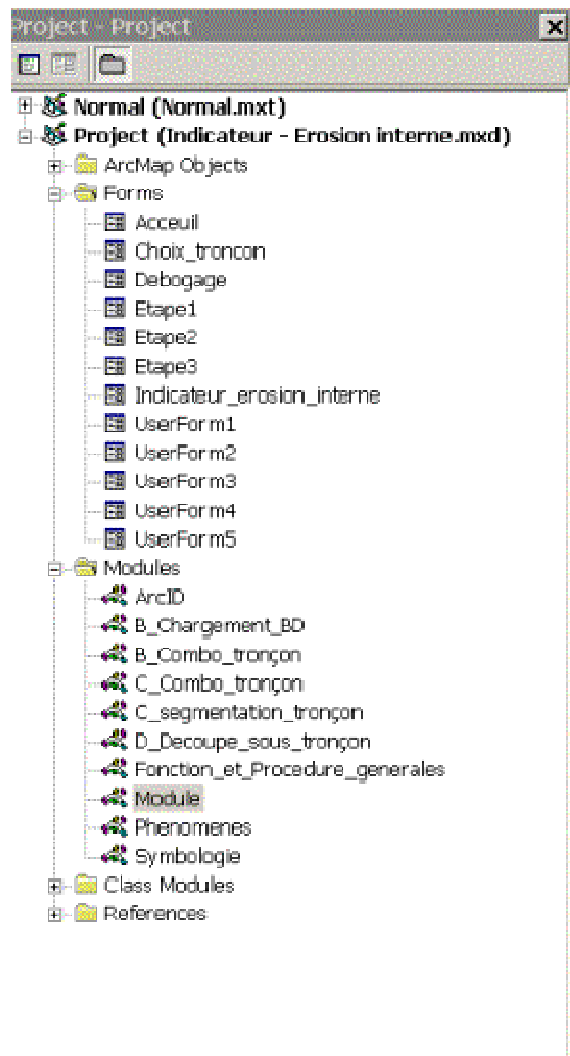 Project - Project
Normal (Normal.mxt)
Project (Indicateur - Erosion interne.mxd)
ArcMap Objects
Forms
Acceuil
Choix_troncon
Debogage
Etape1
Etape2
Etape3
Indicateur_erosion_interne
UserForm1
UserForm2
UserForm3
UserForm4
UserForm5
Modules
ArcID
B_Chargement_BD
B_Combo_tronçon
C_Combo_tronçon
C_segmentation_tronçon
D_Decoupe_sous_tronçon
Fonction_et_Procedure_generales
Module
Phenomenes
Symbologie
Class Modules
References